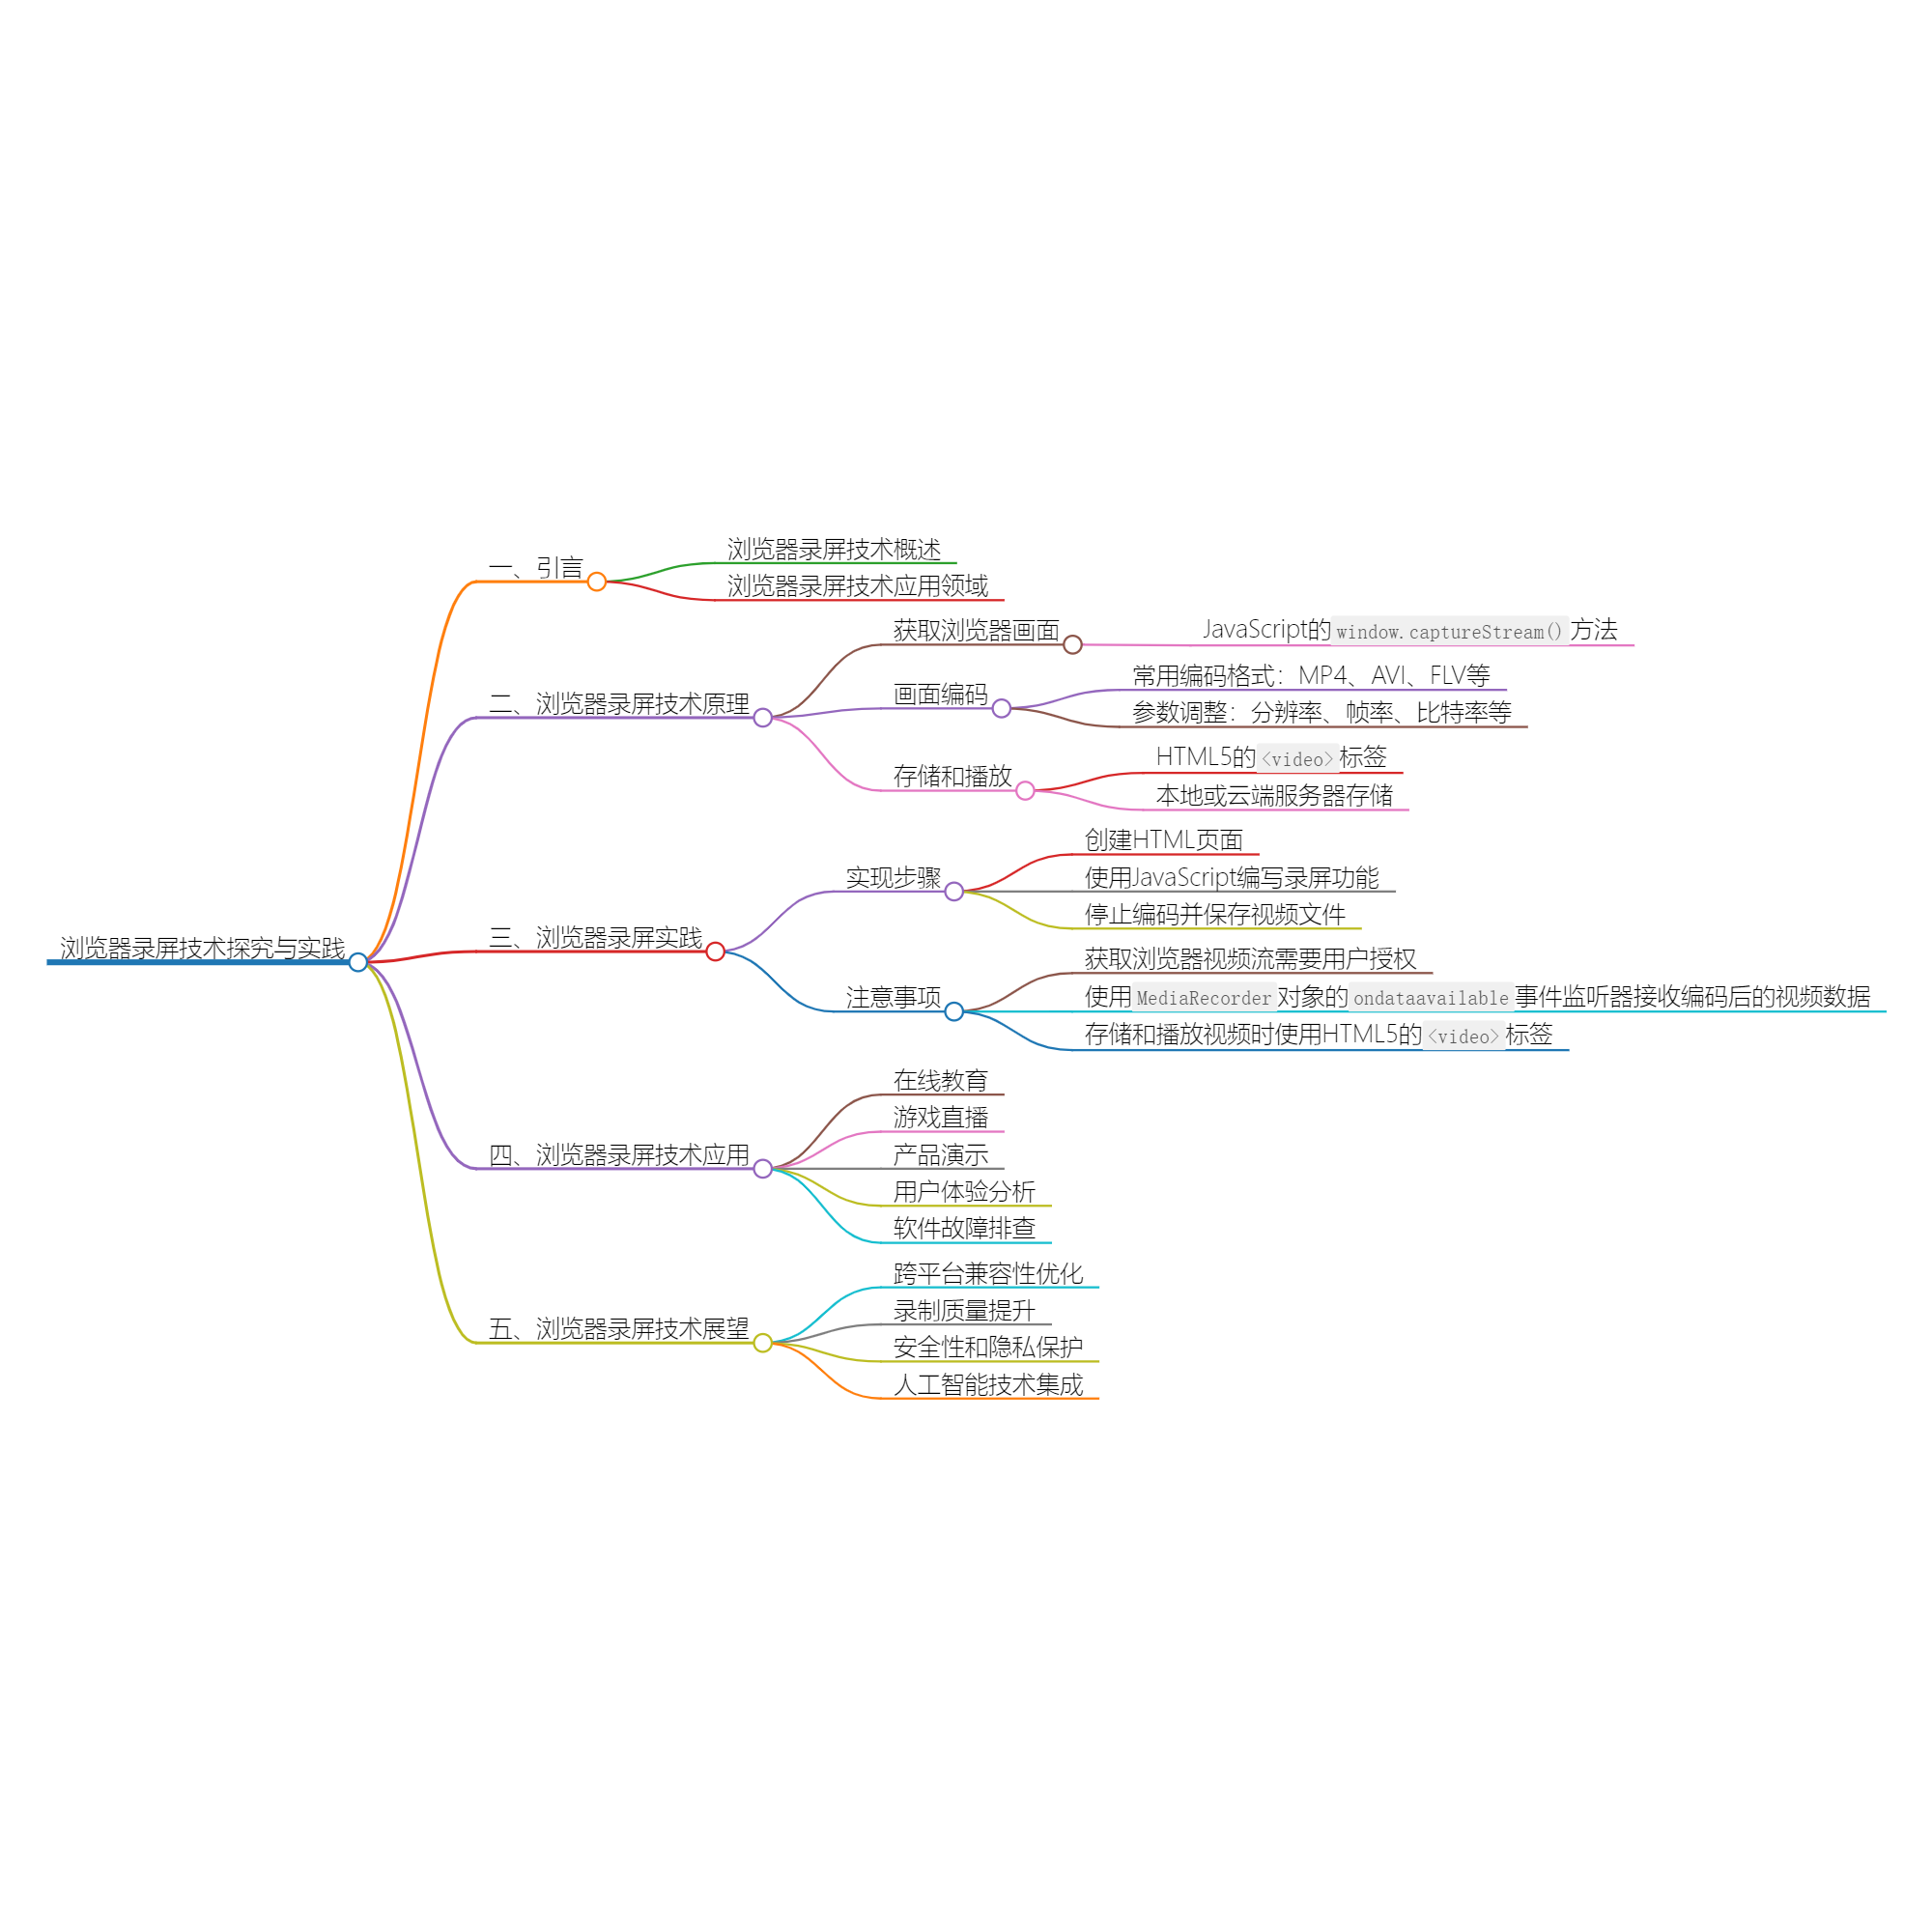 浏览器录屏技术探究与实践
一、引言
浏览器录屏技术概述
浏览器录屏技术应用领域
二、浏览器录屏技术原理
获取浏览器画面
JavaScript的window.captureStream()方法
画面编码
常用编码格式：MP4、AVI、FLV等
参数调整：分辨率、帧率、比特率等
存储和播放
HTML5的<video>标签
本地或云端服务器存储
三、浏览器录屏实践
实现步骤
创建HTML页面
使用JavaScript编写录屏功能
停止编码并保存视频文件
注意事项
获取浏览器视频流需要用户授权
使用MediaRecorder对象的ondataavailable事件监听器接收编码后的视频数据
存储和播放视频时使用HTML5的<video>标签
四、浏览器录屏技术应用
在线教育
游戏直播
产品演示
用户体验分析
软件故障排查
五、浏览器录屏技术展望
跨平台兼容性优化
录制质量提升
安全性和隐私保护
人工智能技术集成